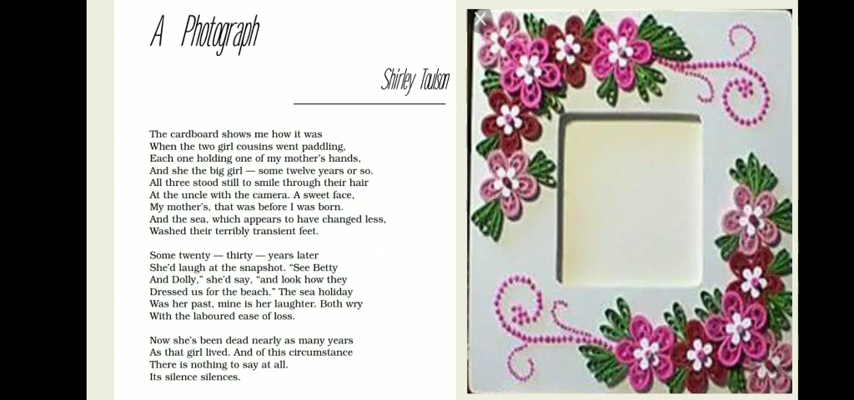 A Photograph
Shirley Toulson
The cardboard shows me how it was
When the two girl cousins went paddling,
Each one holding one of my mother's hands,
And she the big girl — some twelve years or so.
All three stood still to smile through their hair
At the uncle with the camera. A sweet face,
My mother's, that was before I was born.
And the sea, which appears to have changed less,
Washed their terribly transient feet.
Some twenty — thirty — years later
She'd laugh at the snapshot. "See Betty
And Dolly," she'd say, "and look how they
Dressed us for the beach." The sea holiday
Was her past, mine is her laughter. Both wry
With the laboured ease of loss.
Now she's been dead nearly as many years
As that girl lived. And of this circumstance
There is nothing to say at all.
Its silence silences.